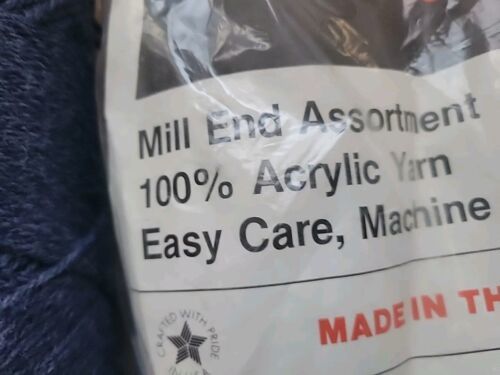 Mill End Assortment
100% Acrylic Yarn
Easy Care, Machine
MADE IN TH
CRAFTED WITH PRIDE